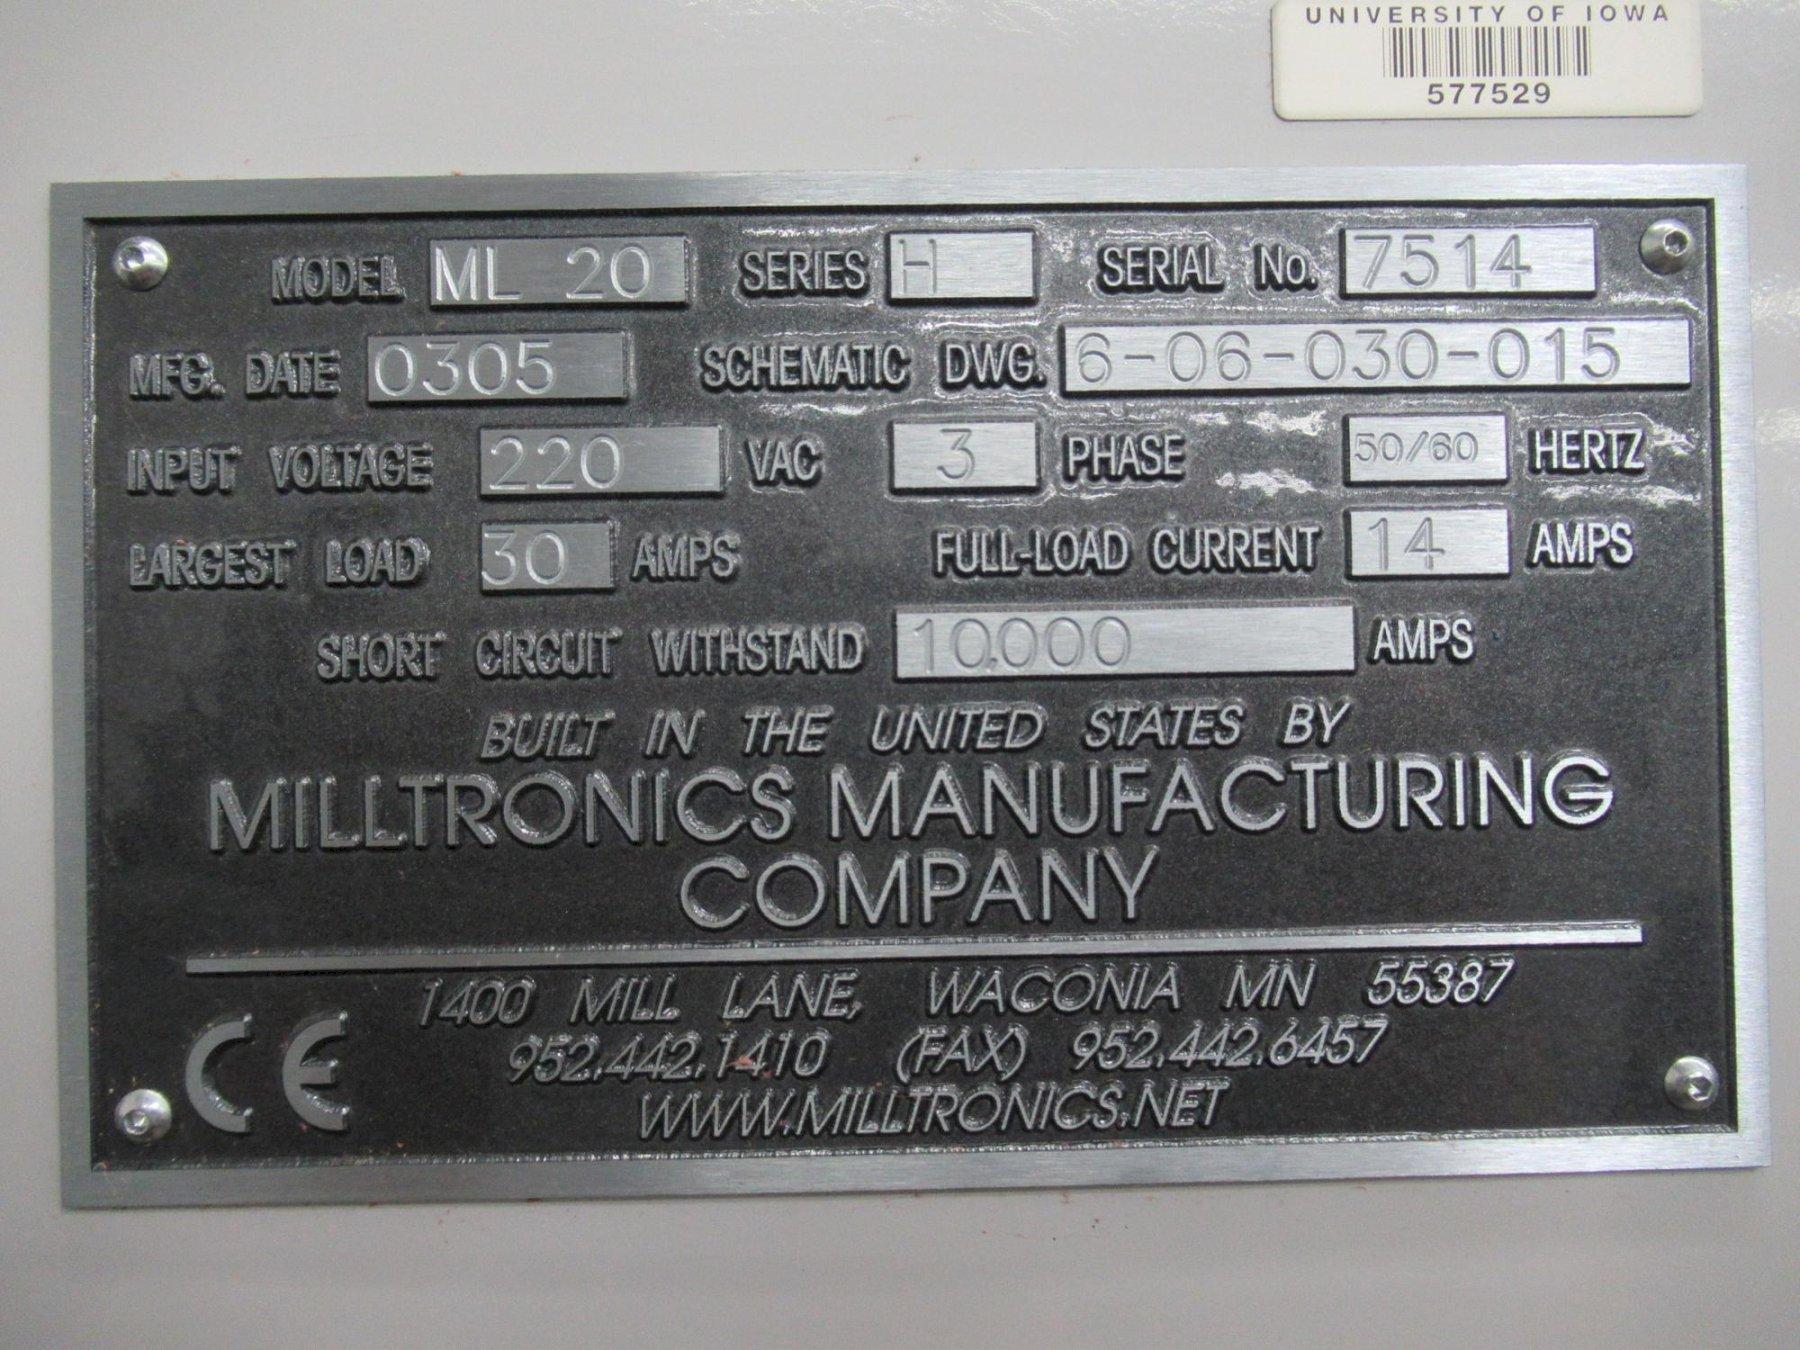 UNIVERSITY OF IOWA
577529
MODEL ML 20 SERIES H SERIAL No. 7514
MFG. DATE 0305 SCHEMATIC DWG. 6-06-030-015
INPUT VOLTAGE 220 VAC 3 PHASE 50/60 HERTZ
LARGEST LOAD 30 AMPS FULL-LOAD CURRENT 14 AMPS
SHORT CIRCUIT WITHSTAND 10,000 AMPS
BUILT IN THE UNITED STATES BY
MILLTRONICS MANUFACTURING
COMPANY
1400 MILL LANE, WACONIA MN 55387
952.442.1410 (FAX) 952.442.6457
WWW.MILLTRONICS.NET
CE